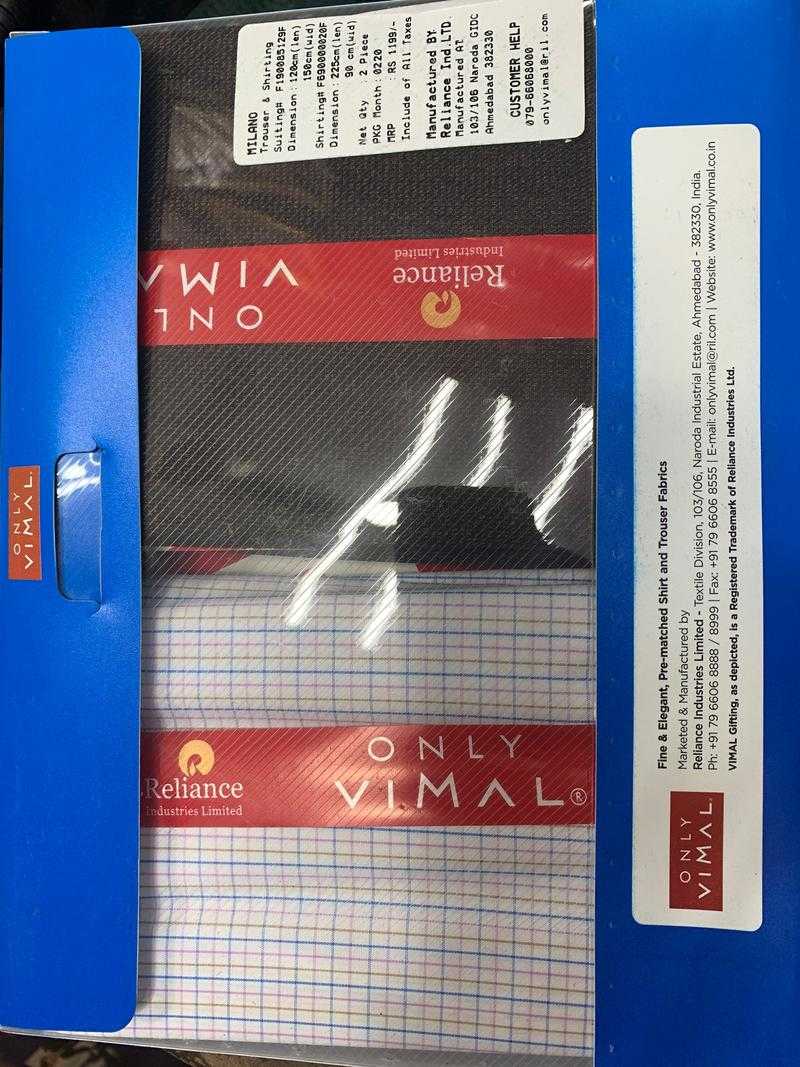 MILANO
Trouser & Shirting
Suiting# F190085129F
Dimension : 120cm(len)
150cm(wid)
Shirting# F690000020F
Dimension : 225cm(len)
90 cm(wid)
Net Qty : 2 Piece
PKG Month : 0220
MRP : RS 1199/-
Include of All Taxes
Manufactured BY
Reliance Ind.LTD.
Manufactured At
103/106 Naroda GIDC
Ahmedabad 382330
CUSTOMER HELP
079-66068000
onlyvimal@ril.com
Reliance
Industries Limited
ONL
VIMA
ONLY
VIMAL
Reliance
Industries Limited
ONLY
VIMAL®
ONLY
VIMAL.
Fine & Elegant, Pre-matched Shirt and Trouser Fabrics
Marketed & Manufactured by
Reliance Industries Limited - Textile Division, 103/106, Naroda Industrial Estate, Ahmedabad - 382330, India.
Ph: +91 79 6606 8888 / 8999 | Fax: +91 79 6606 8555 | E-mail: onlyvimal@ril.com | Website: www.onlyvimal.co.in
VIMAL Gifting, as depicted, is a Registered Trademark of Reliance Industries Ltd.